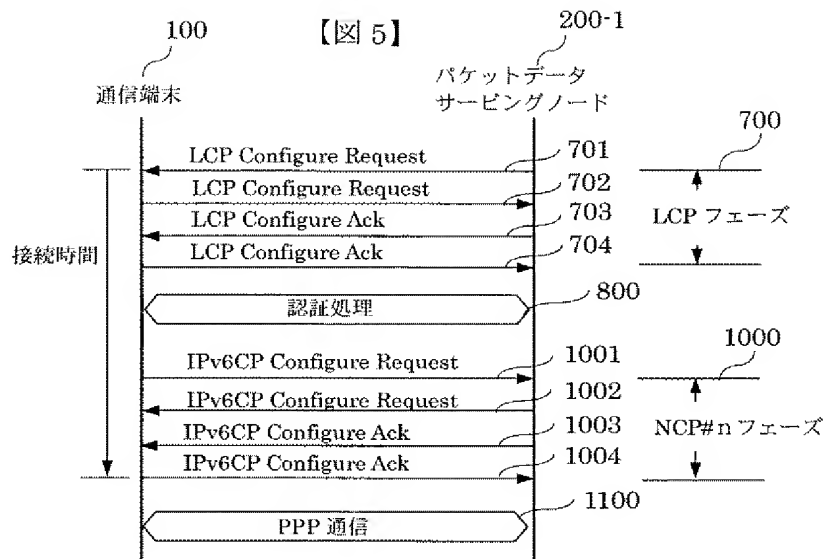 【図 5】
100
200-1
通信端末
パケットデータ
サービングノード
LCP Configure Request
701
700
LCP Configure Request
702
LCP Configure Ack
703
LCP フェーズ
LCP Configure Ack
704
接続時間
認証処理
800
IPv6CP Configure Request
1001
1000
IPv6CP Configure Request
1002
IPv6CP Configure Ack
1003
NCP#n フェーズ
IPv6CP Configure Ack
1004
PPP 通信
1100